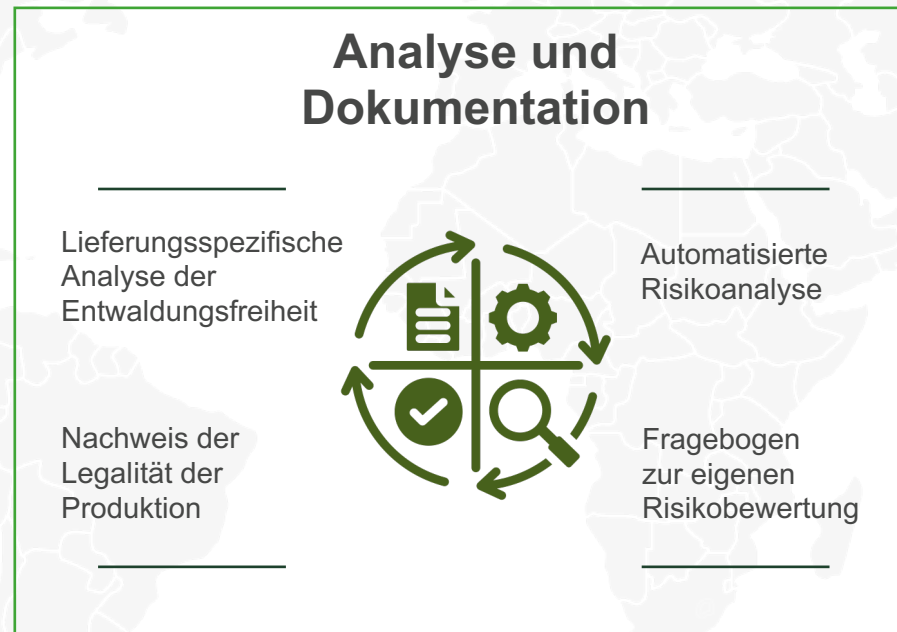 Analyse und
Dokumentation
Lieferungsspezifische
Analyse der
Entwaldungsfreiheit
Automatisierte
Risikoanalyse
Nachweis der
Legalität der
Produktion
Fragebogen
zur eigenen
Risikobewertung